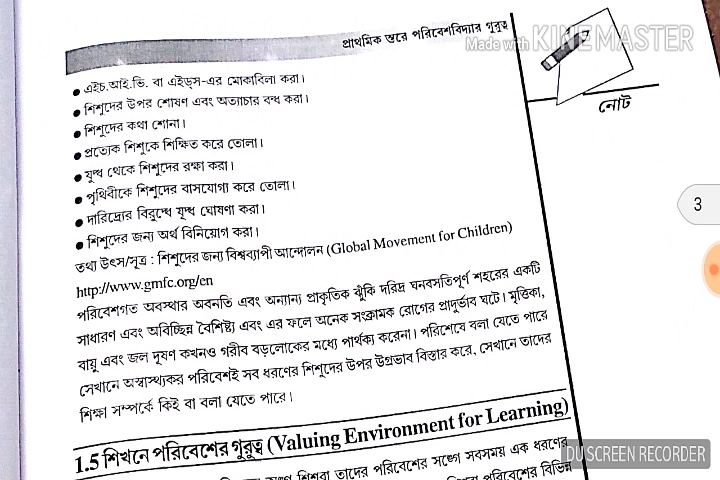 প্রাথমিক স্তরে পরিবেশবিদ্যার গুরুত্ব
Made with KINEMASTER
নোট
3
● এইচ.আই.ভি. বা এইড্স-এর মোকাবিলা করা।
● শিশুদের উপর শোষণ এবং অত্যাচার বন্ধ করা।
● শিশুদের কথা শোনা।
● প্রত্যেক শিশুকে শিক্ষিত করে তোলা।
● যুদ্ধ থেকে শিশুদের রক্ষা করা।
● পৃথিবীকে শিশুদের বাসযোগ্য করে তোলা।
● দারিদ্রের বিরুদ্ধে যুদ্ধ ঘোষণা করা।
● শিশুদের জন্য অর্থ বিনিয়োগ করা।
তথ্য উৎস/সূত্র : শিশুদের জন্য বিশ্বব্যাপী আন্দোলন (Global Movement for Children)
http://www.gmfc.org/en
পরিবেশগত অবস্থার অবনতি এবং অন্যান্য প্রাকৃতিক ঝুঁকি দরিদ্র ঘনবসতিপূর্ণ শহরের একটি
সাধারণ এবং অবিচ্ছিন্ন বৈশিষ্ট্য এবং এর ফলে অনেক সংক্রামক রোগের প্রাদুর্ভাব ঘটে। মৃত্তিকা,
বায়ু এবং জল দূষণ কখনও গরীব বড়লোকের মধ্যে পার্থক্য করেনা। পরিশেষে বলা যেতে পারে
সেখানে অস্বাস্থ্যকর পরিবেশই সব ধরণের শিশুদের উপর উগ্রভাব বিস্তার করে, সেখানে তাদের
শিক্ষা সম্পর্কে কিই বা বলা যেতে পারে।
1.5 শিখনে পরিবেশের গুরুত্ব (Valuing Environment for Learning)
শিশুরা তাদের পরিবেশের সঙ্গে সবসময় এক ধরণের
পরিবেশের বিভিন্ন
DU SCREEN RECORDER